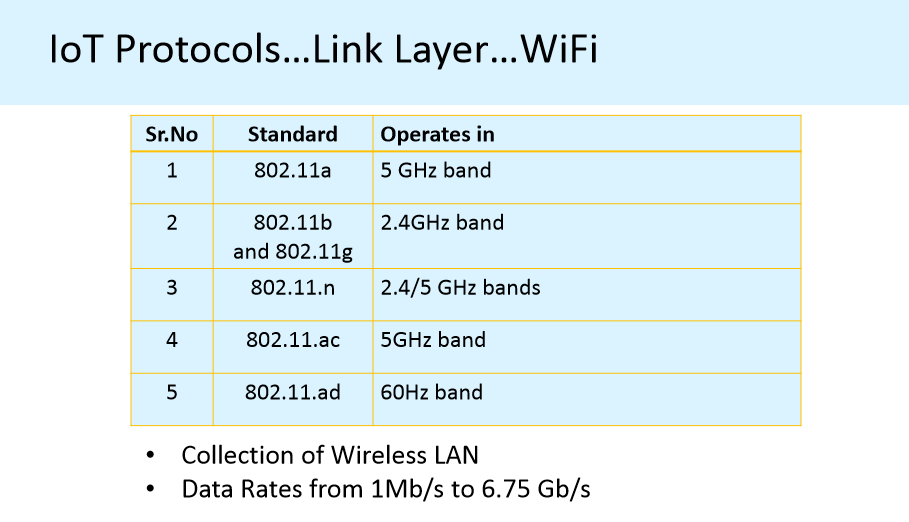 IoT Protocols...Link Layer...WiFi
Sr.No Standard Operates in
1 802.11a 5 GHz band
2 802.11b 2.4GHz band
and 802.11g
3 802.11.n 2.4/5 GHz bands
4 802.11.ac 5GHz band
5 802.11.ad 60Hz band
• Collection of Wireless LAN
• Data Rates from 1Mb/s to 6.75 Gb/s